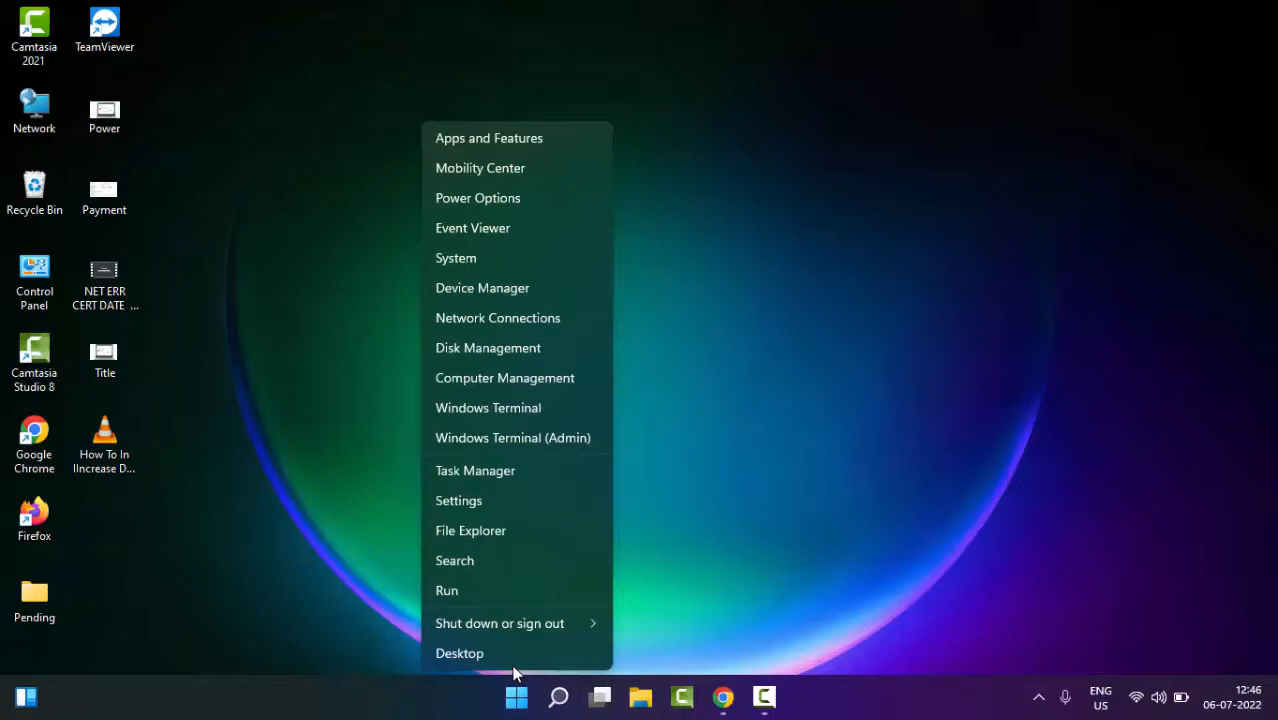 Camtasia
2021
TeamViewer
Network
Power
Recycle Bin
Payment
Control
Panel
NET ERR
CERT DATE ...
Camtasia
Studio 8
Title
Google
Chrome
How To In
IIncrease D...
Firefox
Pending
Apps and Features
Mobility Center
Power Options
Event Viewer
System
Device Manager
Network Connections
Disk Management
Computer Management
Windows Terminal
Windows Terminal (Admin)
Task Manager
Settings
File Explorer
Search
Run
Shut down or sign out
Desktop
ENG
US
12:46
06-07-2022